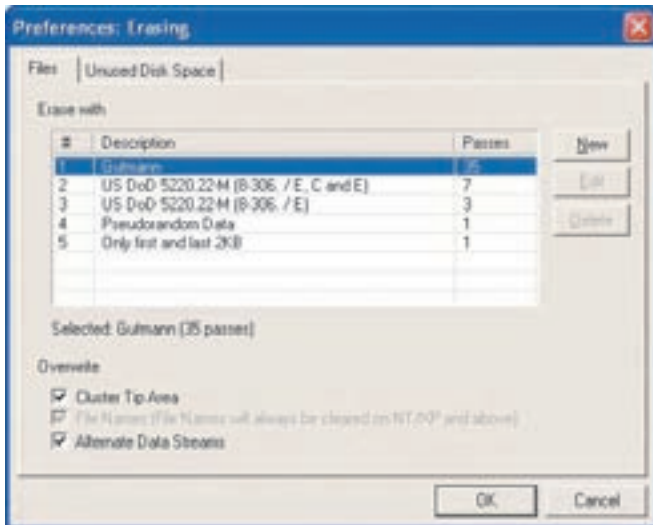 Preferences: Erasing
Files
Unused Disk Space
Erase with
# Description Passes
1 Gutmann 35
2 US DoD 5220.22-M (8-306. / E, C and E) 7
3 US DoD 5220.22-M (8-306. / E) 3
4 Pseudorandom Data 1
5 Only first and last 2KB 1
New
Edit
Delete
Selected: Gutmann (35 passes)
Overwrite
Cluster Tip Area
File Names (File Names will always be cleared on NT/XP and above)
Alternate Data Streams
OK
Cancel